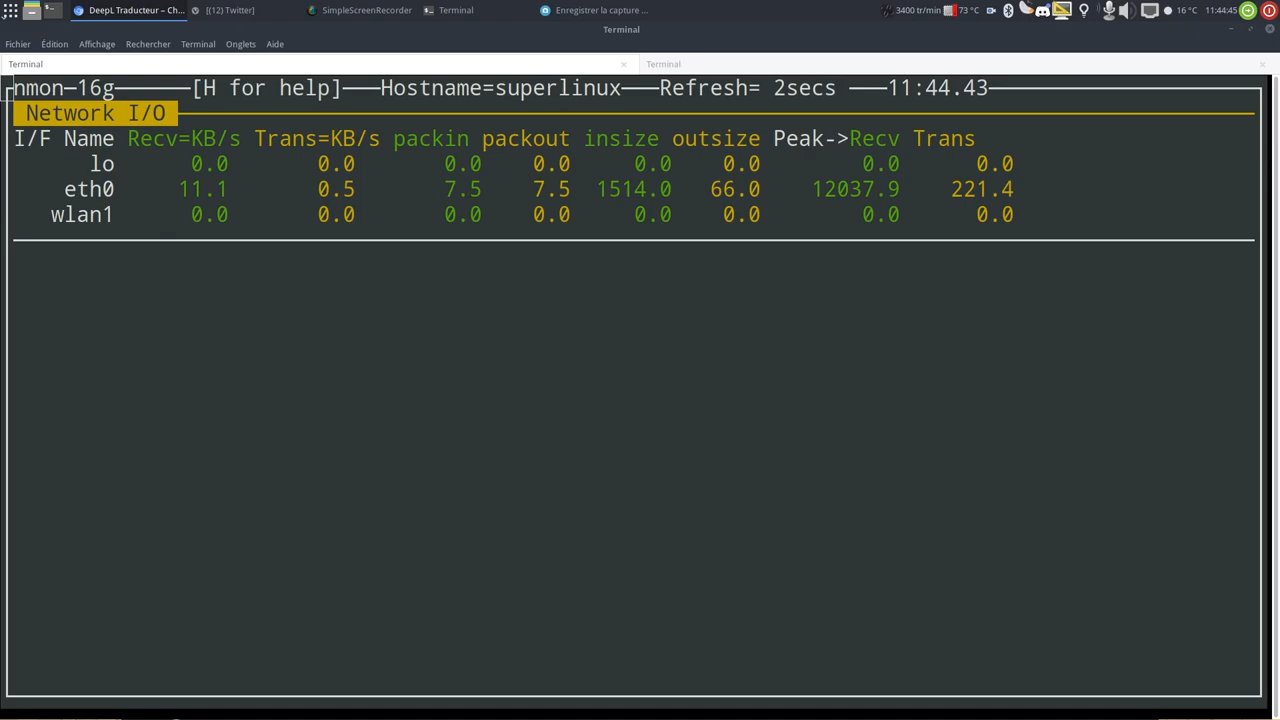 DeepL Traducteur – Ch... [(12) Twitter] SimpleScreenRecorder Terminal Enregistrer la capture ... 3400 tr/min 73 °C 16 °C 11:44:45
Terminal
Fichier Édition Affichage Rechercher Terminal Onglets Aide
Terminal × Terminal ×
nmon─16g [H for help] Hostname=superlinux Refresh= 2secs 11:44.43
Network I/O
I/F Name Recv=KB/s Trans=KB/s packin packout insize outsize Peak->Recv Trans
lo 0.0 0.0 0.0 0.0 0.0 0.0 0.0 0.0
eth0 11.1 0.5 7.5 7.5 1514.0 66.0 12037.9 221.4
wlan1 0.0 0.0 0.0 0.0 0.0 0.0 0.0 0.0